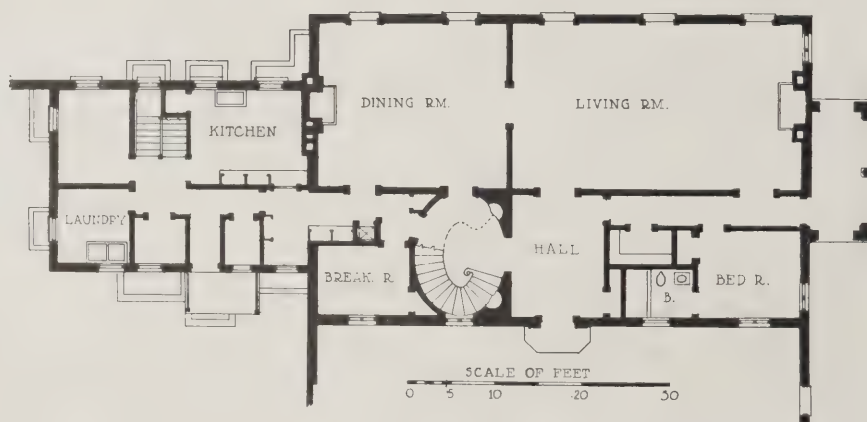 DINING RM.
LIVING RM.
KITCHEN
LAUNDRY
HALL
BREAK. R.
B.
BED R.
SCALE OF FEET
0 5 10 20 30